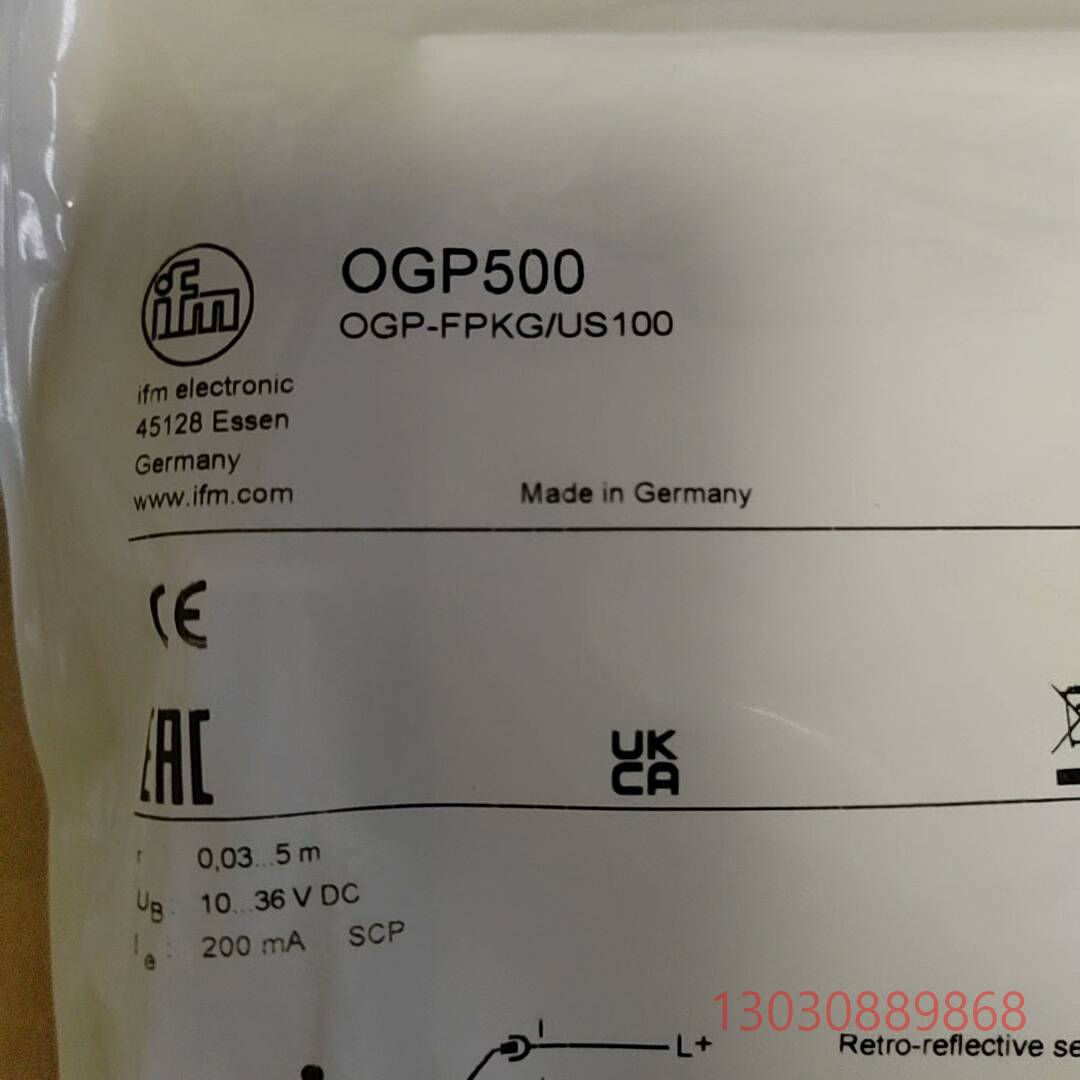 ifm
OGP500
OGP-FPKG/US100
ifm electronic
45128 Essen
Germany
www.ifm.com
Made in Germany
CE
EAC
UK
CA
r 0,03...5 m
UB: 10...36 V DC
Ie: 200 mA SCP
13030889868
L+
Retro-reflective se